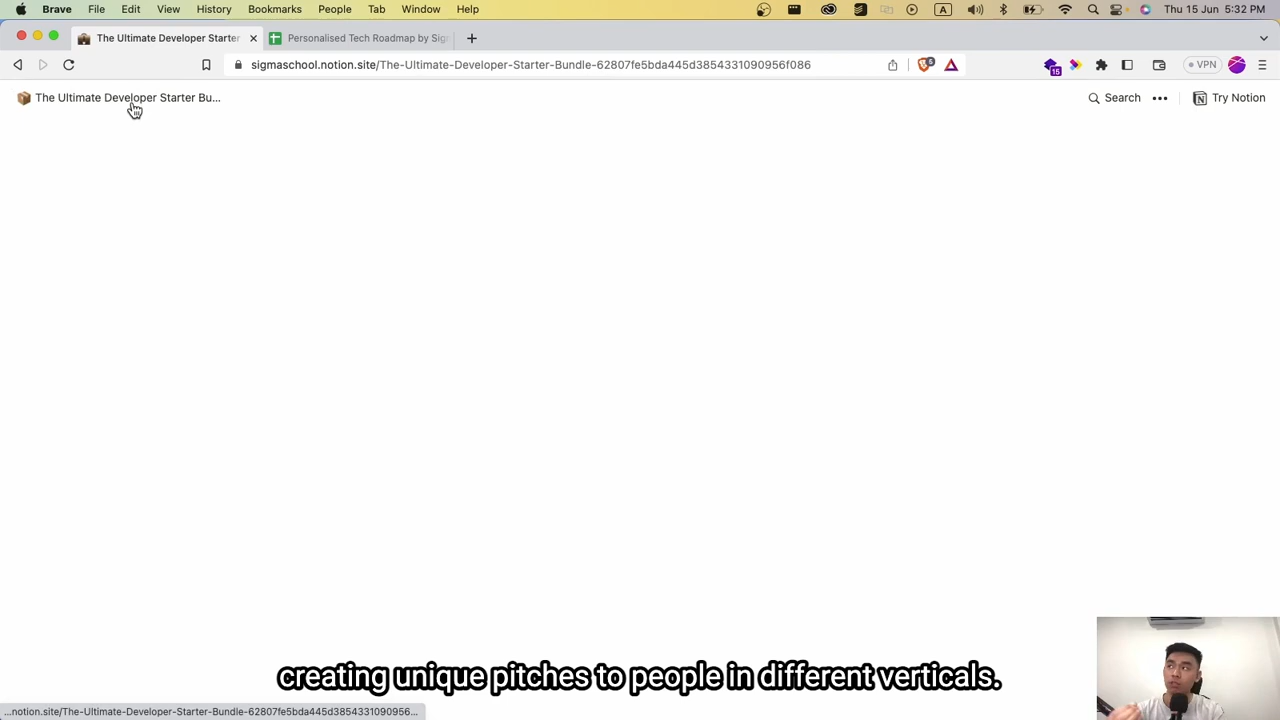 Brave File Edit View History Bookmarks People Tab Window Help Thu 15 Jun 5:32 PM
The Ultimate Developer Starter Personalised Tech Roadmap by Sig
sigmaschool.notion.site/The-Ultimate-Developer-Starter-Bundle-62807fe5bda445d3854331090956f086 6 15 VPN
The Ultimate Developer Starter Bu... Search Try Notion
creating unique pitches to people in different verticals.
...notion.site/The-Ultimate-Developer-Starter-Bundle-62807fe5bda445d3854331090956...